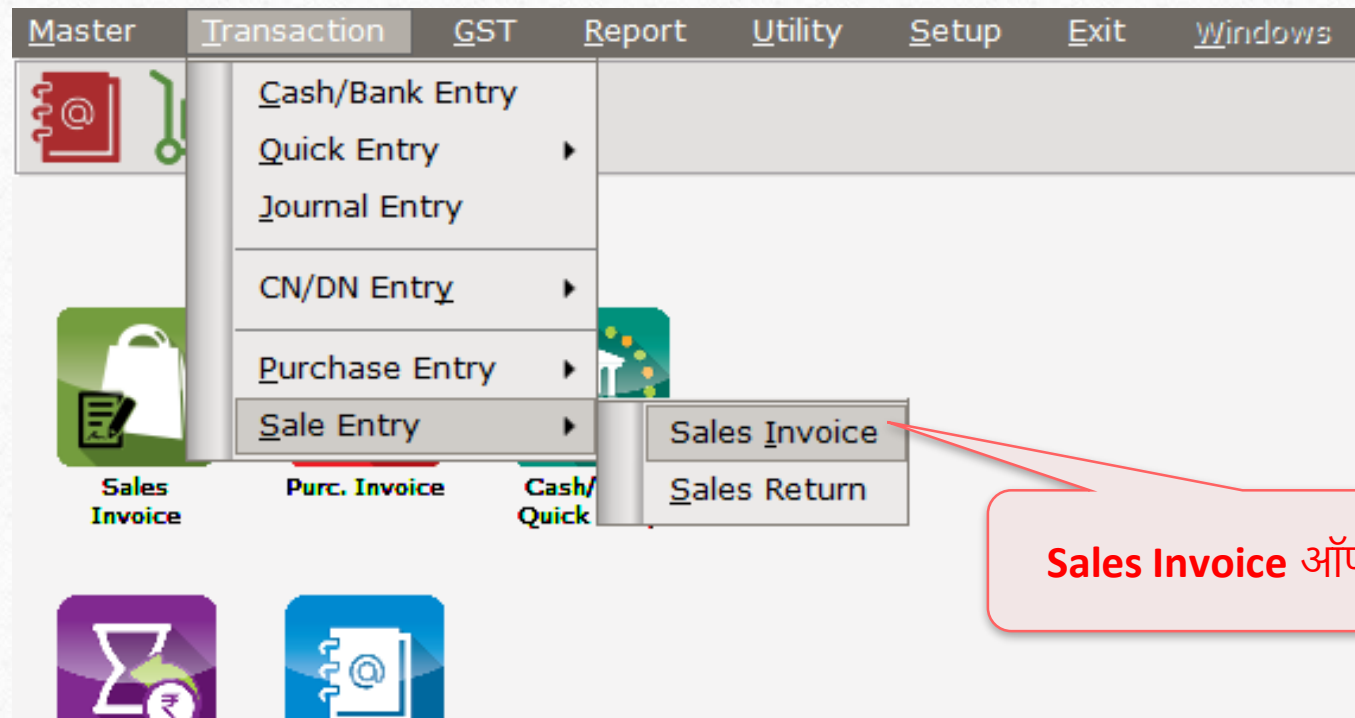 Master Transaction GST Report Utility Setup Exit Windows
Cash/Bank Entry
Quick Entry
Journal Entry
CN/DN Entry
Purchase Entry
Sale Entry
Sales Invoice
Sales Return
Sales
Invoice
Purc. Invoice
Cash/
Quick
Sales Invoice